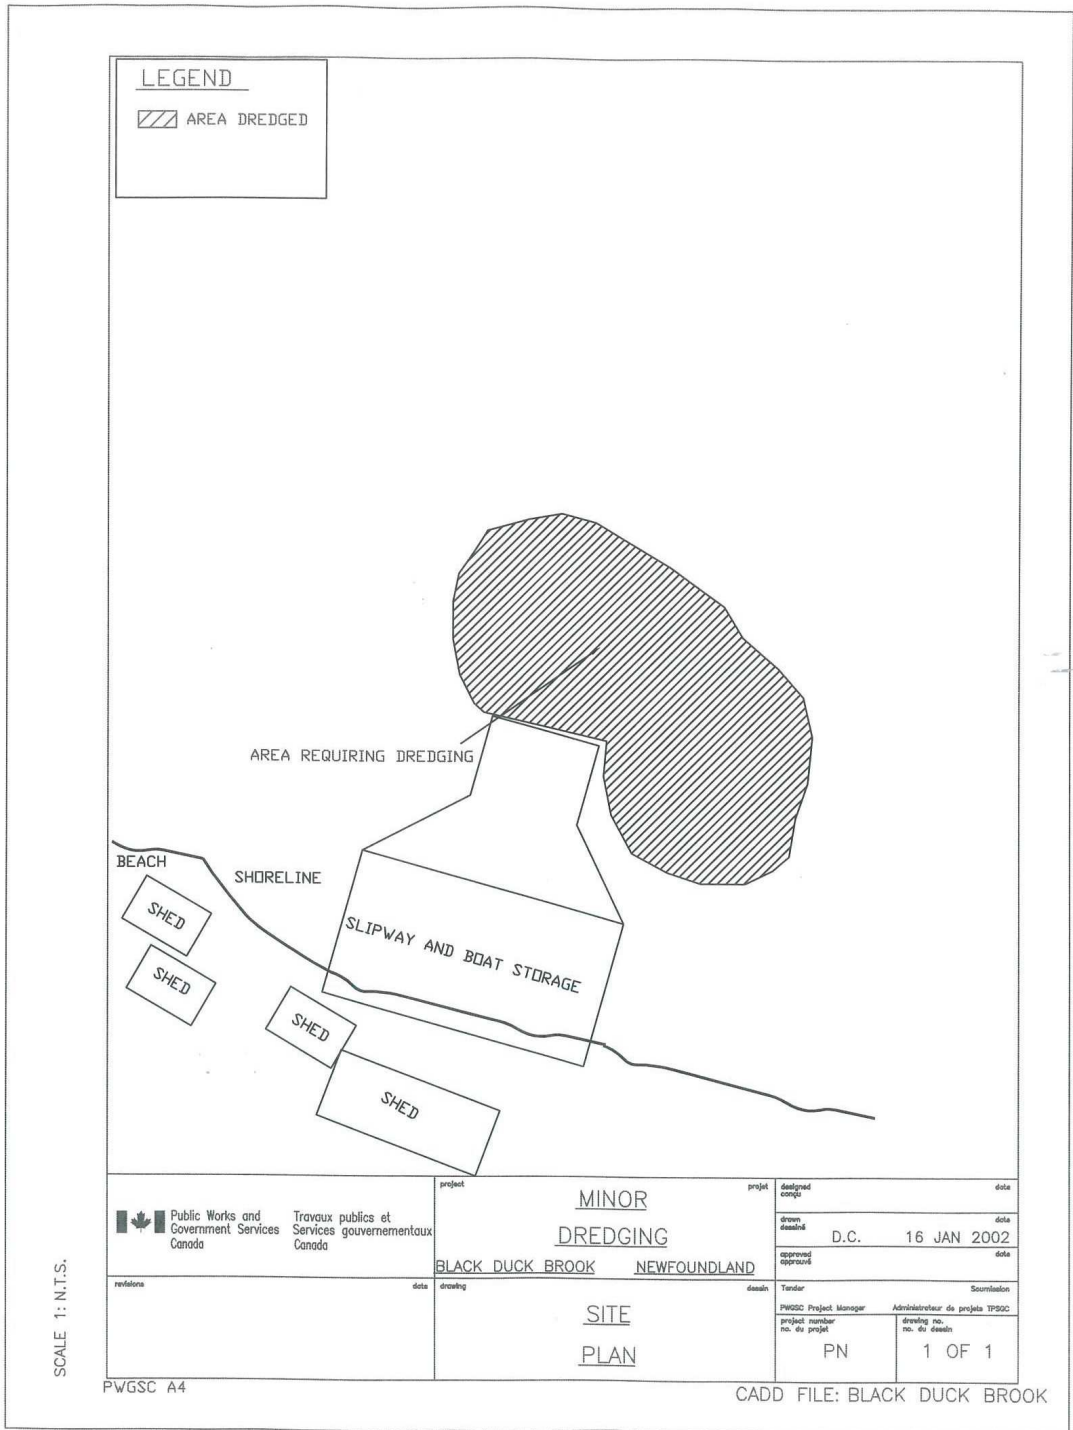 LEGEND
AREA DREDGED
AREA REQUIRING DREDGING
BEACH
SHORELINE
SHED
SHED
SHED
SHED
SLIPWAY AND BOAT STORAGE
Public Works and
Government Services
Canada
Travaux publics et
Services gouvernementaux
Canada
project projet
MINOR
DREDGING
BLACK DUCK BROOK NEWFOUNDLAND
designed date
conçu
drawn date
dessiné
D.C. 16 JAN 2002
approved date
approuvé
revisions date
drawing dessin
SITE
PLAN
Tender Soumission
PWGSC Project Manager Administrateur de projets TPSGC
project number
no. du projet
PN
drawing no.
no. du dessin
1 OF 1
SCALE 1: N.T.S.
PWGSC A4
CADD FILE: BLACK DUCK BROOK